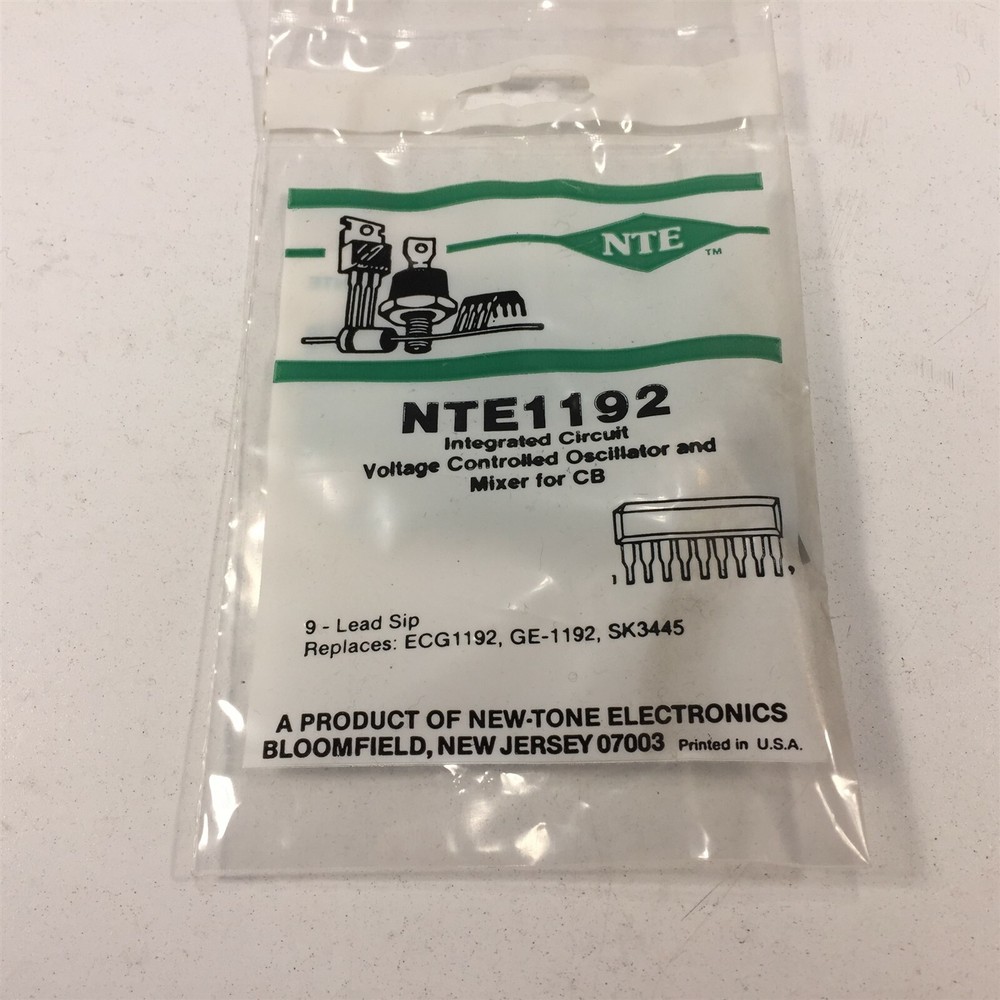 NTE ™
NTE1192
Integrated Circuit
Voltage Controlled Oscillator and
Mixer for CB
9 - Lead Sip
Replaces: ECG1192, GE-1192, SK3445
A PRODUCT OF NEW-TONE ELECTRONICS
BLOOMFIELD, NEW JERSEY 07003 Printed in U.S.A.